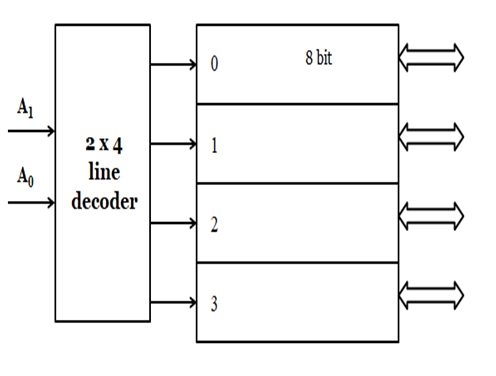 0 8 bit
A₁
2 x 4
1
line
A₀
decoder
2
3